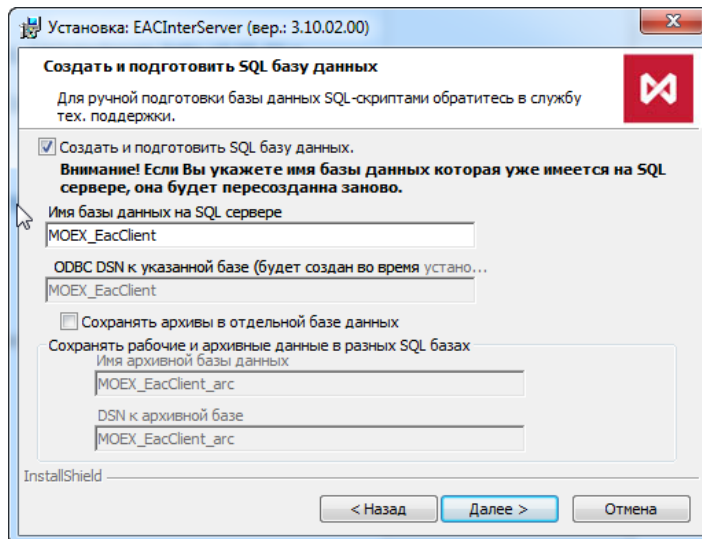 Установка: EACInterServer (вер.: 3.10.02.00)
Создать и подготовить SQL базу данных
Для ручной подготовки базы данных SQL-скриптами обратитесь в службу
тех. поддержки.
Создать и подготовить SQL базу данных.
Внимание! Если Вы укажете имя базы данных которая уже имеется на SQL
сервере, она будет пересозданна заново.
Имя базы данных на SQL сервере
MOEX_EacClient
ODBC DSN к указанной базе (будет создан во время устано...
MOEX_EacClient
Сохранять архивы в отдельной базе данных
Сохранять рабочие и архивные данные в разных SQL базах
Имя архивной базы данных
MOEX_EacClient_arc
DSN к архивной базе
MOEX_EacClient_arc
InstallShield
< Назад
Далее >
Отмена